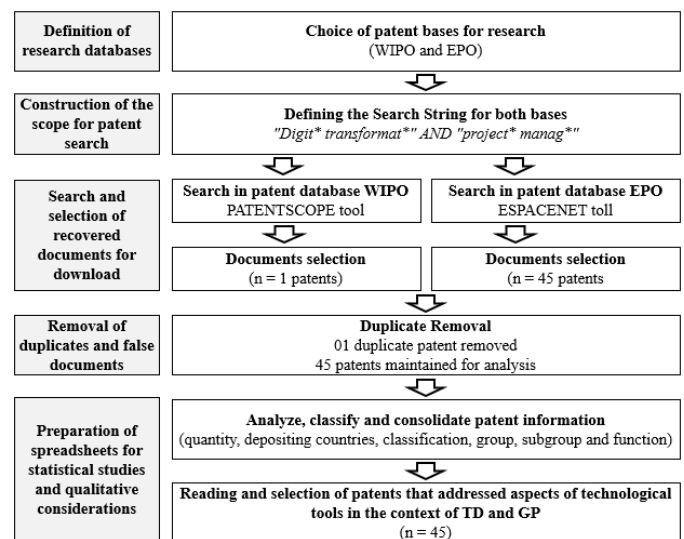 Definition of
research databases
Choice of patent bases for research
(WIPO and EPO)
Construction of the
scope for patent
search
Defining the Search String for both bases
"Digit* transformat*" AND "project* manag*"
Search and
selection of
recovered
documents for
download
Search in patent database WIPO
PATENTSCOPE tool
Search in patent database EPO
ESPACENET toll
Documents selection
(n = 1 patents)
Documents selection
(n = 45 patents
Removal of
duplicates and false
documents
Duplicate Removal
01 duplicate patent removed
45 patents maintained for analysis
Preparation of
spreadsheets for
statistical studies
and qualitative
considerations
Analyze, classify and consolidate patent information
(quantity, depositing countries, classification, group, subgroup and function)
Reading and selection of patents that addressed aspects of technological
tools in the context of TD and GP
(n = 45)